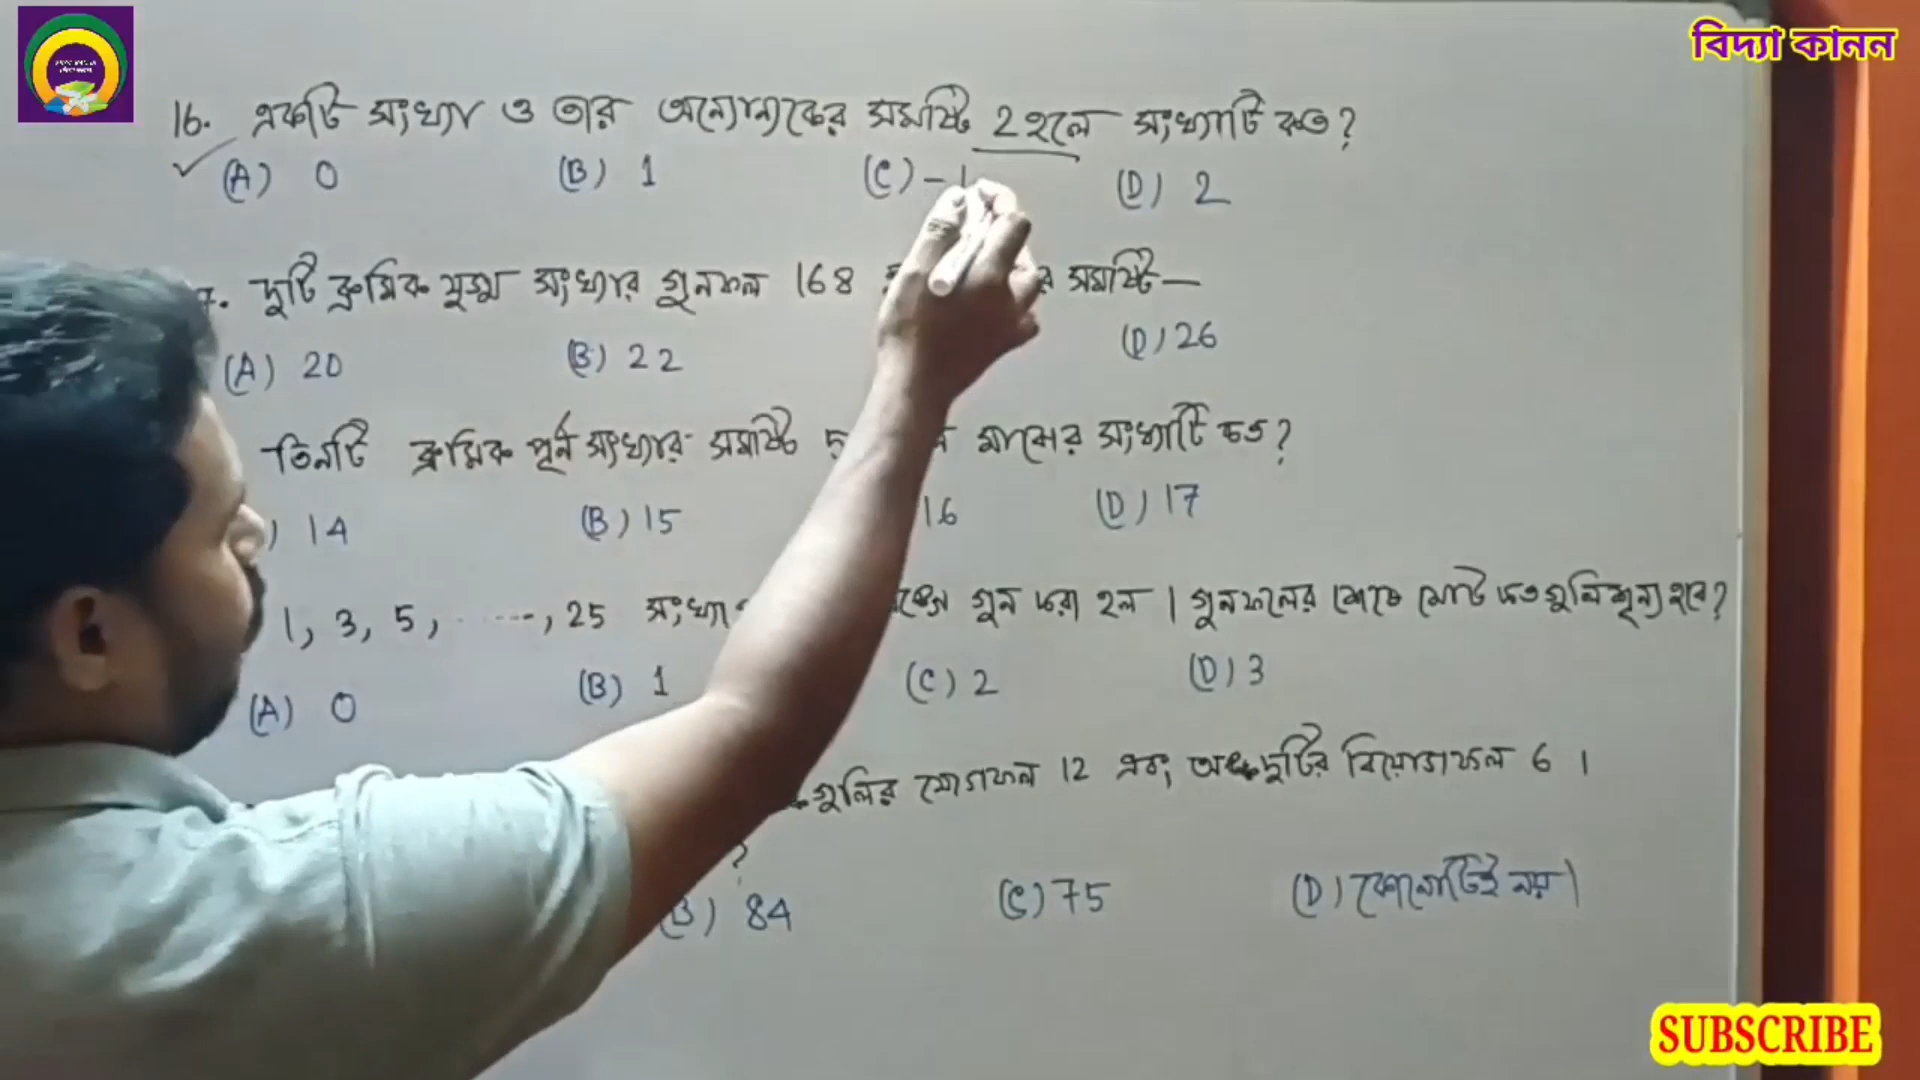 বিদ্যা কানন
16. একটি সংখ্যা ও তার অন্যোন্যকের সমষ্টি 2 হলে সংখ্যাটি কত?
(A) 0 (B) 1 (C) -1 (D) 2
7. দুটি ক্রমিক যুগ্ম সংখ্যার গুনফল 168 সমষ্টি—
(A) 20 (B) 22 (D) 26
তিনটি ক্রমিক পূর্ন সংখ্যার সমষ্টি মাঝের সংখ্যাটি কত?
) 14 (B) 15 16 (D) 17
1, 3, 5, ......, 25 গুন করা হল। গুনফলের শেষে মোট কতগুলি শূন্য হবে?
(A) 0 (B) 1 (C) 2 (D) 3
গুলির যোগফল 12 এবং অঙ্কদুটির বিয়োগফল 6।
?
(B) 84 (C) 75 (D) কোনোটিই নয়।
SUBSCRIBE